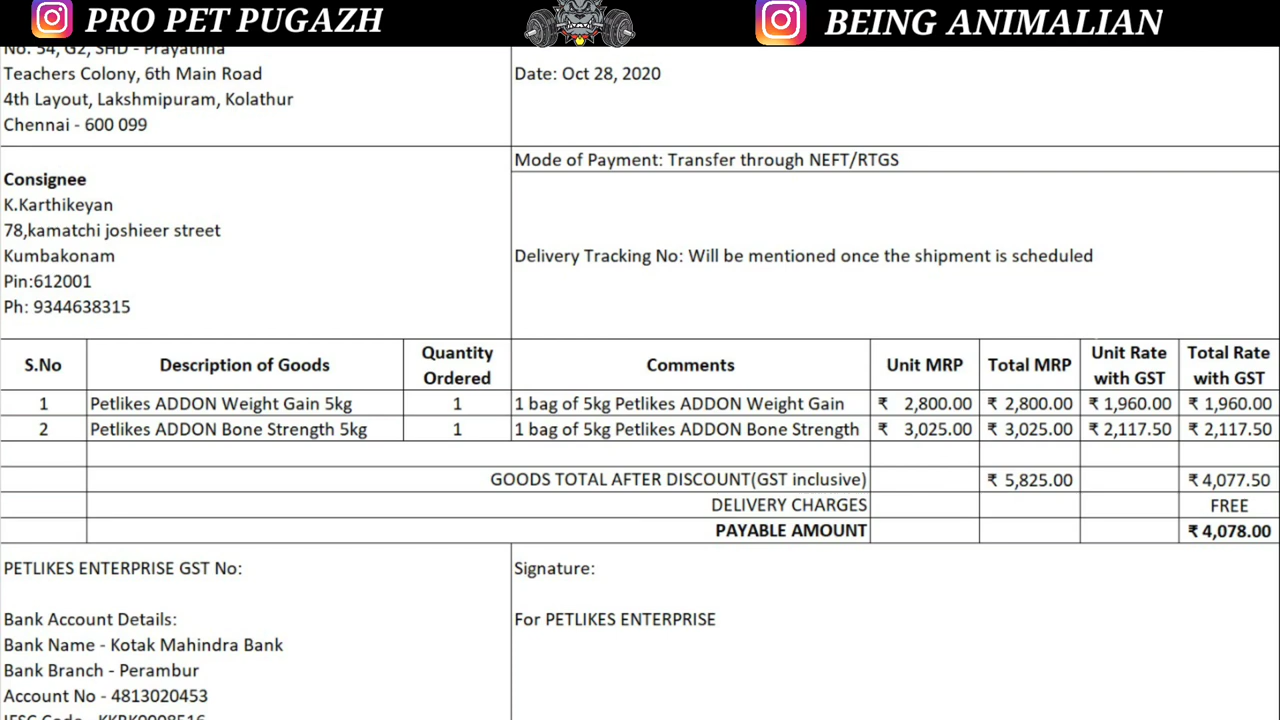 PRO PET PUGAZH
BEING ANIMALIAN
No. 54, G2, SHD - Prayathna
Teachers Colony, 6th Main Road
4th Layout, Lakshmipuram, Kolathur
Chennai - 600 099
Date: Oct 28, 2020
Mode of Payment: Transfer through NEFT/RTGS
Consignee
K.Karthikeyan
78,kamatchi joshieer street
Kumbakonam
Pin:612001
Ph: 9344638315
Delivery Tracking No: Will be mentioned once the shipment is scheduled
S.No Description of Goods Quantity Ordered Comments Unit MRP Total MRP Unit Rate with GST Total Rate with GST
1 Petlikes ADDON Weight Gain 5kg 1 1 bag of 5kg Petlikes ADDON Weight Gain ₹ 2,800.00 ₹ 2,800.00 ₹ 1,960.00 ₹ 1,960.00
2 Petlikes ADDON Bone Strength 5kg 1 1 bag of 5kg Petlikes ADDON Bone Strength ₹ 3,025.00 ₹ 3,025.00 ₹ 2,117.50 ₹ 2,117.50
GOODS TOTAL AFTER DISCOUNT(GST inclusive) ₹ 5,825.00 ₹ 4,077.50
DELIVERY CHARGES FREE
PAYABLE AMOUNT ₹ 4,078.00
PETLIKES ENTERPRISE GST No:
Bank Account Details:
Bank Name - Kotak Mahindra Bank
Bank Branch - Perambur
Account No - 4813020453
Signature:
For PETLIKES ENTERPRISE